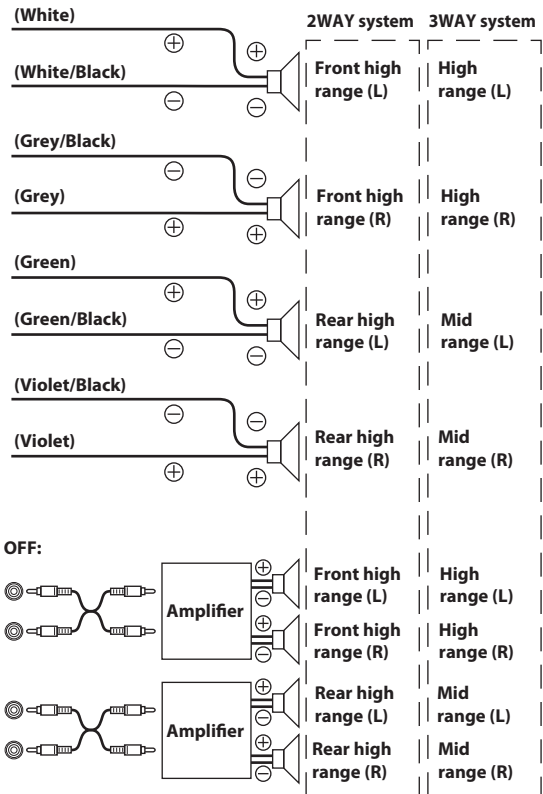 (White)
2WAY system
3WAY system
⊕
⊕
(White/Black)
Front high
range (L)
High
range (L)
⊖
⊖
(Grey/Black)
⊖
⊖
(Grey)
Front high
range (R)
High
range (R)
⊕
⊕
(Green)
⊕
⊕
(Green/Black)
Rear high
range (L)
Mid
range (L)
⊖
⊖
(Violet/Black)
⊖
⊖
(Violet)
Rear high
range (R)
Mid
range (R)
⊕
⊕
OFF:
Amplifier
⊕
⊖
Front high
range (L)
High
range (L)
⊕
⊖
Front high
range (R)
High
range (R)
Amplifier
⊕
⊖
Rear high
range (L)
Mid
range (L)
⊕
⊖
Rear high
range (R)
Mid
range (R)